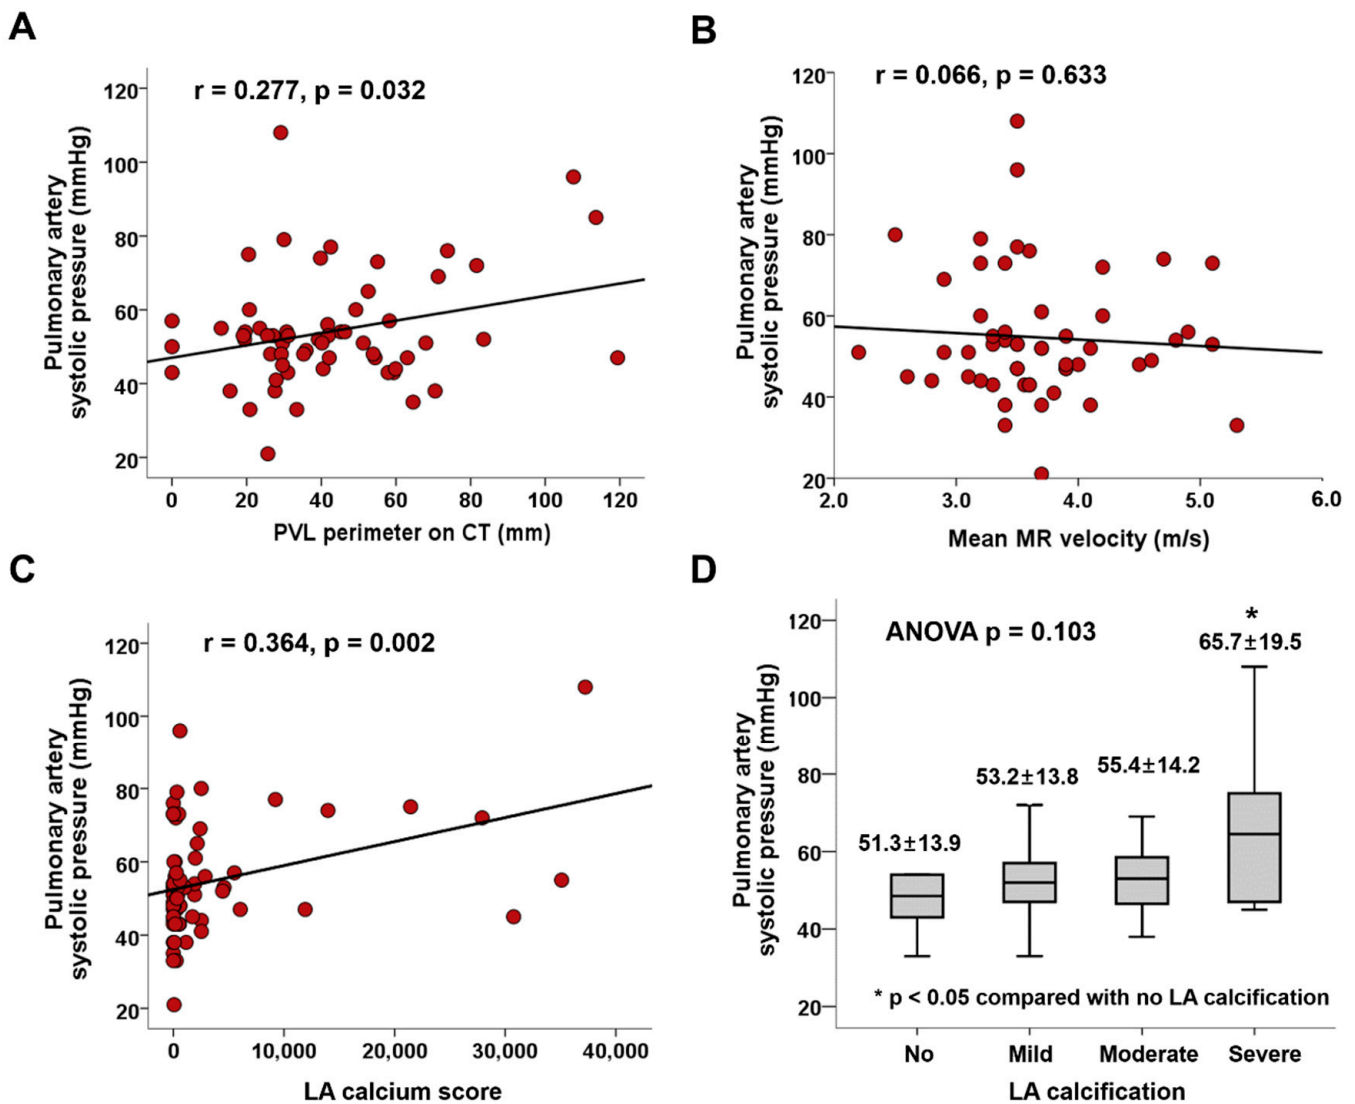 A
r = 0.277, p = 0.032
Pulmonary artery
systolic pressure (mmHg)
120
100
80
60
40
20
0 20 40 60 80 100 120
PVL perimeter on CT (mm)
B
r = 0.066, p = 0.633
Pulmonary artery
systolic pressure (mmHg)
120
100
80
60
40
20
2.0 3.0 4.0 5.0 6.0
Mean MR velocity (m/s)
C
r = 0.364, p = 0.002
Pulmonary artery
systolic pressure (mmHg)
120
100
80
60
40
20
0 10,000 20,000 30,000 40,000
LA calcium score
D
ANOVA p = 0.103
Pulmonary artery
systolic pressure (mmHg)
120
100
80
60
40
20
51.3±13.9
53.2±13.8
55.4±14.2
*
65.7±19.5
* p < 0.05 compared with no LA calcification
No Mild Moderate Severe
LA calcification